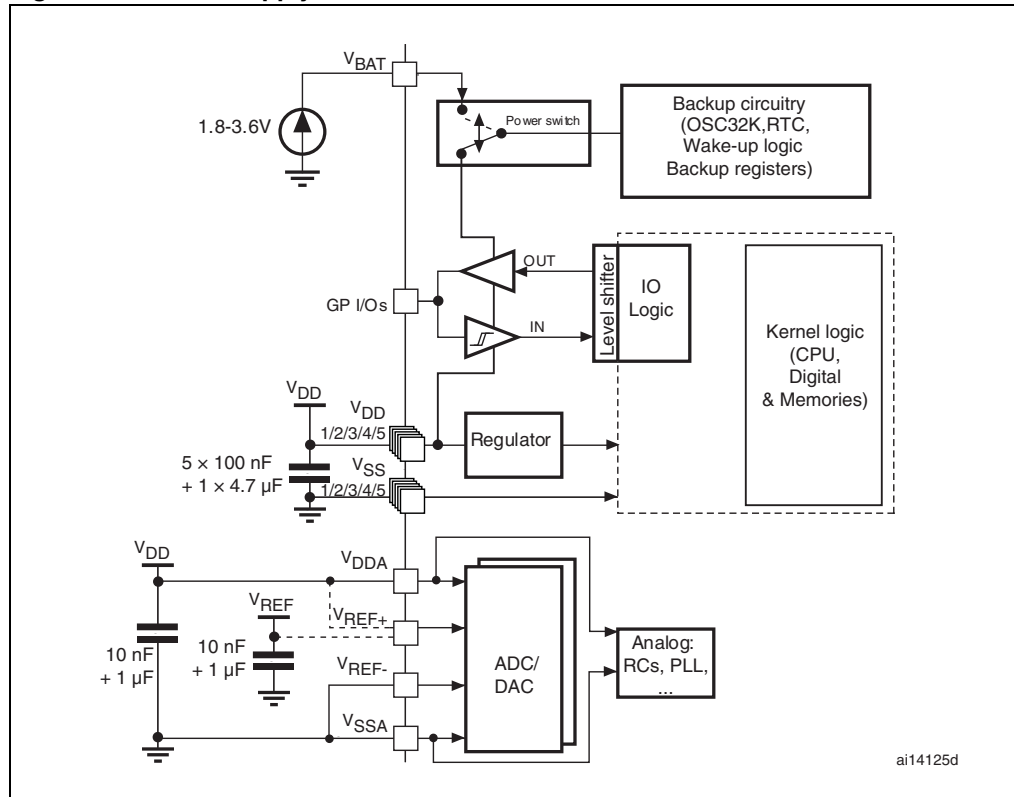 V_BAT
1.8-3.6V
Power switch
Backup circuitry
(OSC32K,RTC,
Wake-up logic
Backup registers)
OUT
GP I/Os
IN
Level shifter
IO
Logic
Kernel logic
(CPU,
Digital
& Memories)
V_DD
V_DD
1/2/3/4/5
Regulator
5 × 100 nF
+ 1 × 4.7 µF
V_SS
1/2/3/4/5
V_DD
V_DDA
V_REF
V_REF+
10 nF
+ 1 µF
10 nF
+ 1 µF
V_REF-
ADC/
DAC
Analog:
RCs, PLL,
...
V_SSA
ai14125d